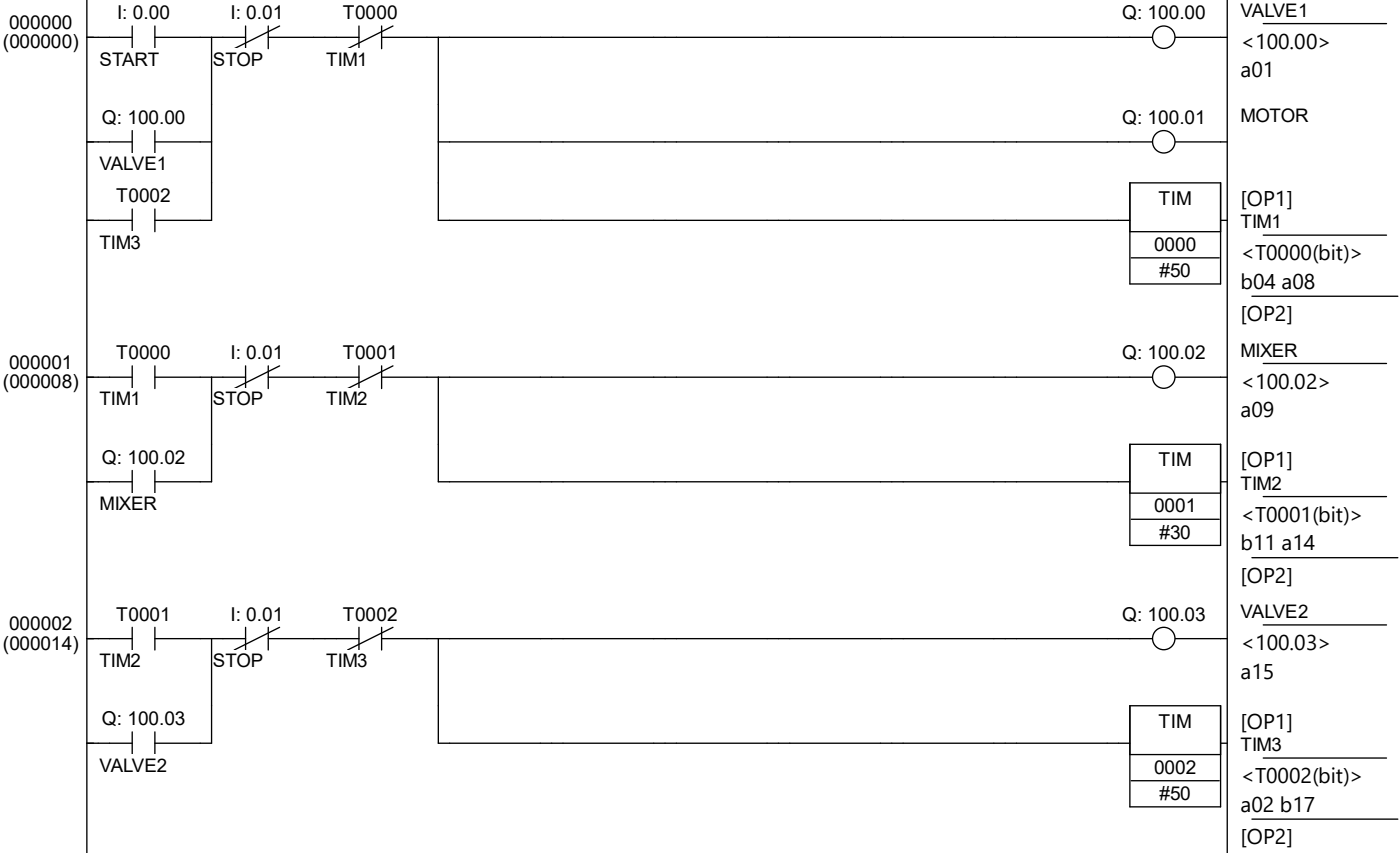 I: 0.00 I: 0.01 T0000 Q: 100.00 VALVE1
000000
(000000)
START STOP TIM1 <100.00>
a01
Q: 100.00 Q: 100.01 MOTOR
VALVE1
T0002 TIM [OP1]
TIM3 TIM1
0000 <T0000(bit)>
#50 b04 a08
[OP2]
000001 T0000 I: 0.01 T0001 Q: 100.02 MIXER
(000008) <100.02>
TIM1 STOP TIM2 a09
Q: 100.02 TIM [OP1]
TIM2
MIXER 0001 <T0001(bit)>
#30 b11 a14
[OP2]
000002 T0001 I: 0.01 T0002 Q: 100.03 VALVE2
(000014) <100.03>
TIM2 STOP TIM3 a15
Q: 100.03 TIM [OP1]
TIM3
VALVE2 0002 <T0002(bit)>
#50 a02 b17
[OP2]